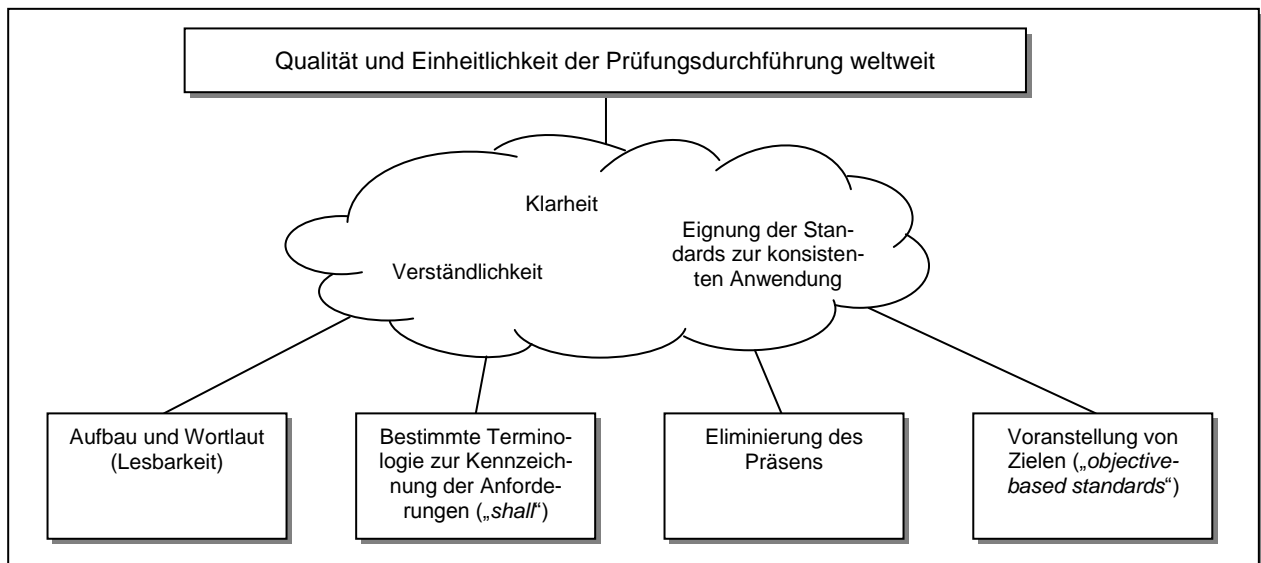 Qualität und Einheitlichkeit der Prüfungsdurchführung weltweit
Klarheit
Eignung der Stan-
dards zur konsisten-
ten Anwendung
Verständlichkeit
Aufbau und Wortlaut
(Lesbarkeit)
Bestimmte Termino-
logie zur Kennzeich-
nung der Anforde-
rungen („shall“)
Eliminierung des
Präsens
Voranstellung von
Zielen („objective-
based standards“)